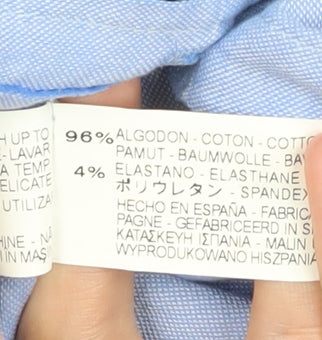 H UP TO
LAVAR
A TEMP
ELICATE
UTILIZA
HINE - NA
N IN MAS
96% ALGODON - COTON - COTTO
PAMUT - BAUMWOLLE - BA
4% ELASTANO - ELASTHANE
ポリウレタン - SPANDEX
HECHO EN ESPAÑA - FABRICA
PAGNE - GEFABRICEERD IN S
ΚΑΤΑΣΚΕΥΗ ΙΣΠΑΝΙΑ - MALIN L
WYPRODUKOWANO HISZPANIA